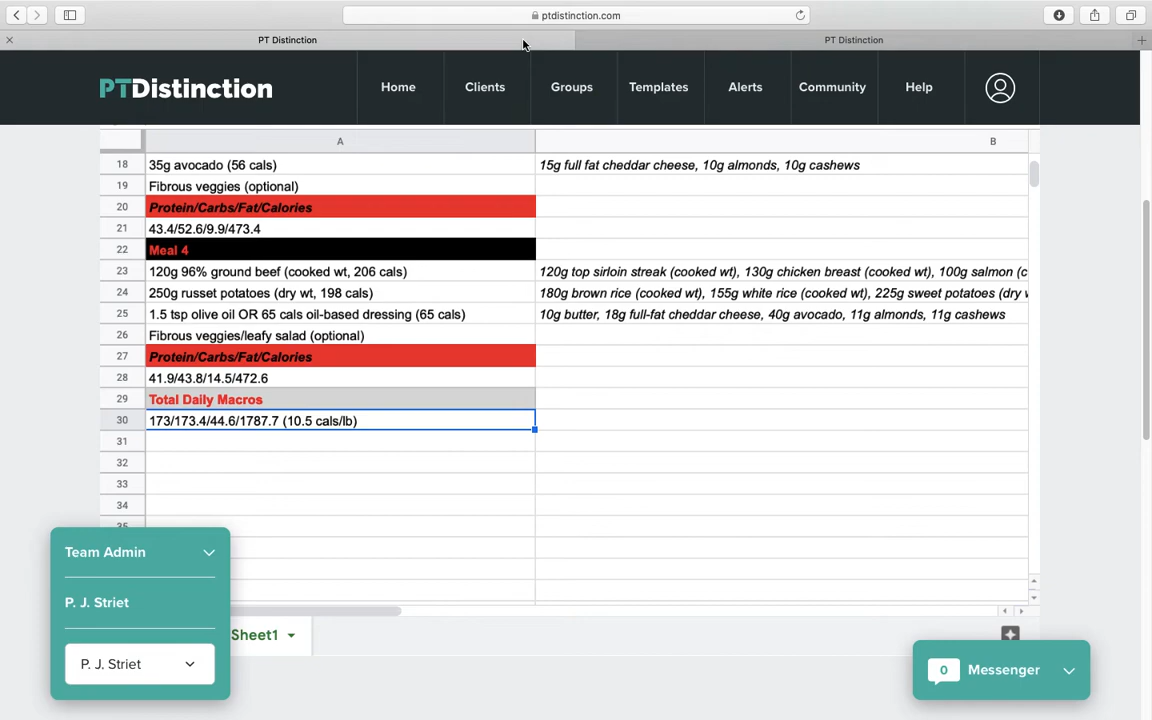 ptdistinction.com
PT Distinction
PT Distinction
PTDistinction
Home
Clients
Groups
Templates
Alerts
Community
Help
A
B
18 35g avocado (56 cals) 15g full fat cheddar cheese, 10g almonds, 10g cashews
19 Fibrous veggies (optional)
20 Protein/Carbs/Fat/Calories
21 43.4/52.6/9.9/473.4
22 Meal 4
23 120g 96% ground beef (cooked wt, 206 cals) 120g top sirloin streak (cooked wt), 130g chicken breast (cooked wt), 100g salmon (c
24 250g russet potatoes (dry wt, 198 cals) 180g brown rice (cooked wt), 155g white rice (cooked wt), 225g sweet potatoes (dry
25 1.5 tsp olive oil OR 65 cals oil-based dressing (65 cals) 10g butter, 18g full-fat cheddar cheese, 40g avocado, 11g almonds, 11g cashews
26 Fibrous veggies/leafy salad (optional)
27 Protein/Carbs/Fat/Calories
28 41.9/43.8/14.5/472.6
29 Total Daily Macros
30 173/173.4/44.6/1787.7 (10.5 cals/lb)
31
32
33
34
35
Team Admin
P. J. Striet
P. J. Striet
Sheet1
0 Messenger